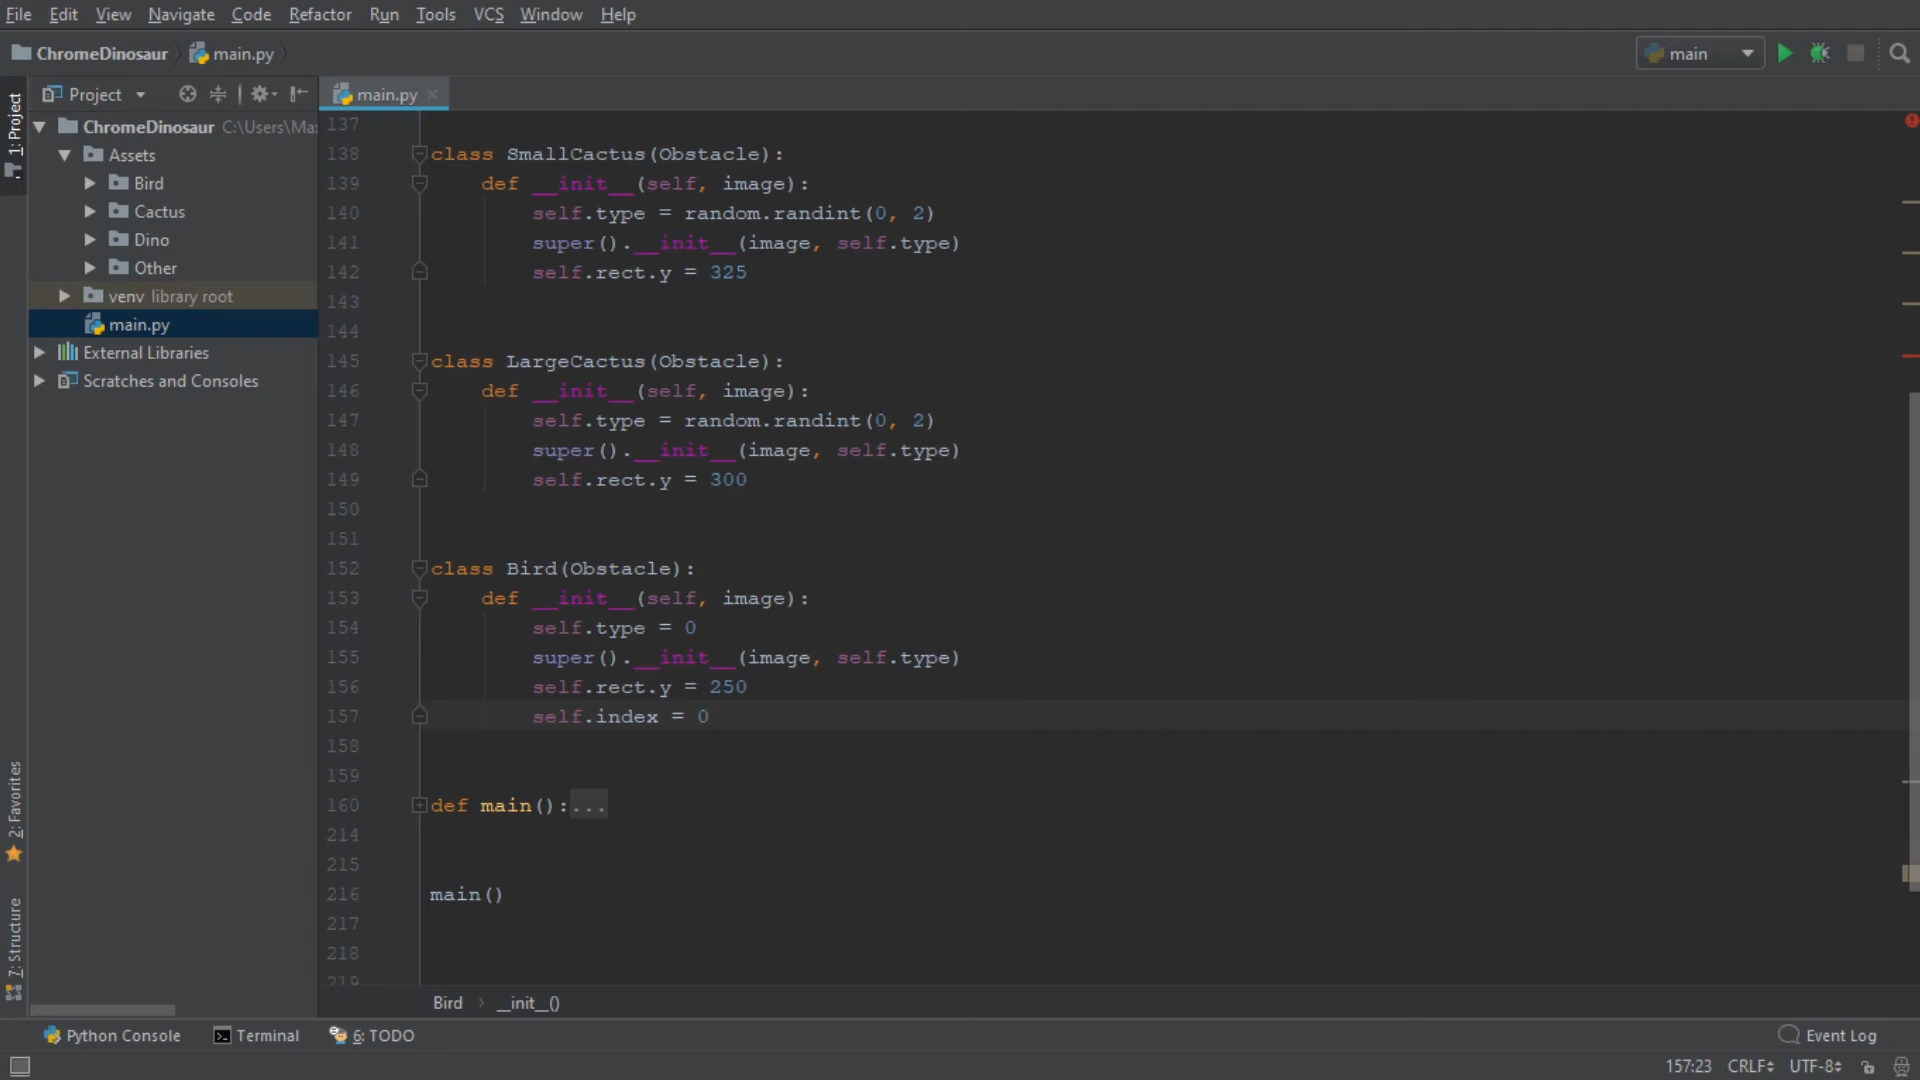 File Edit View Navigate Code Refactor Run Tools VCS Window Help
ChromeDinosaur main.py main
1: Project
Project
main.py
ChromeDinosaur C:\Users\Ma
Assets
Bird
Cactus
Dino
Other
venv library root
main.py
External Libraries
Scratches and Consoles
2: Favorites
7: Structure
137
138 class SmallCactus(Obstacle):
139 def __init__(self, image):
140 self.type = random.randint(0, 2)
141 super().__init__(image, self.type)
142 self.rect.y = 325
143
144
145 class LargeCactus(Obstacle):
146 def __init__(self, image):
147 self.type = random.randint(0, 2)
148 super().__init__(image, self.type)
149 self.rect.y = 300
150
151
152 class Bird(Obstacle):
153 def __init__(self, image):
154 self.type = 0
155 super().__init__(image, self.type)
156 self.rect.y = 250
157 self.index = 0
158
159
160 def main():...
214
215
216 main()
217
218
219
Bird › __init__()
Python Console Terminal 6: TODO Event Log
157:23 CRLF UTF-8